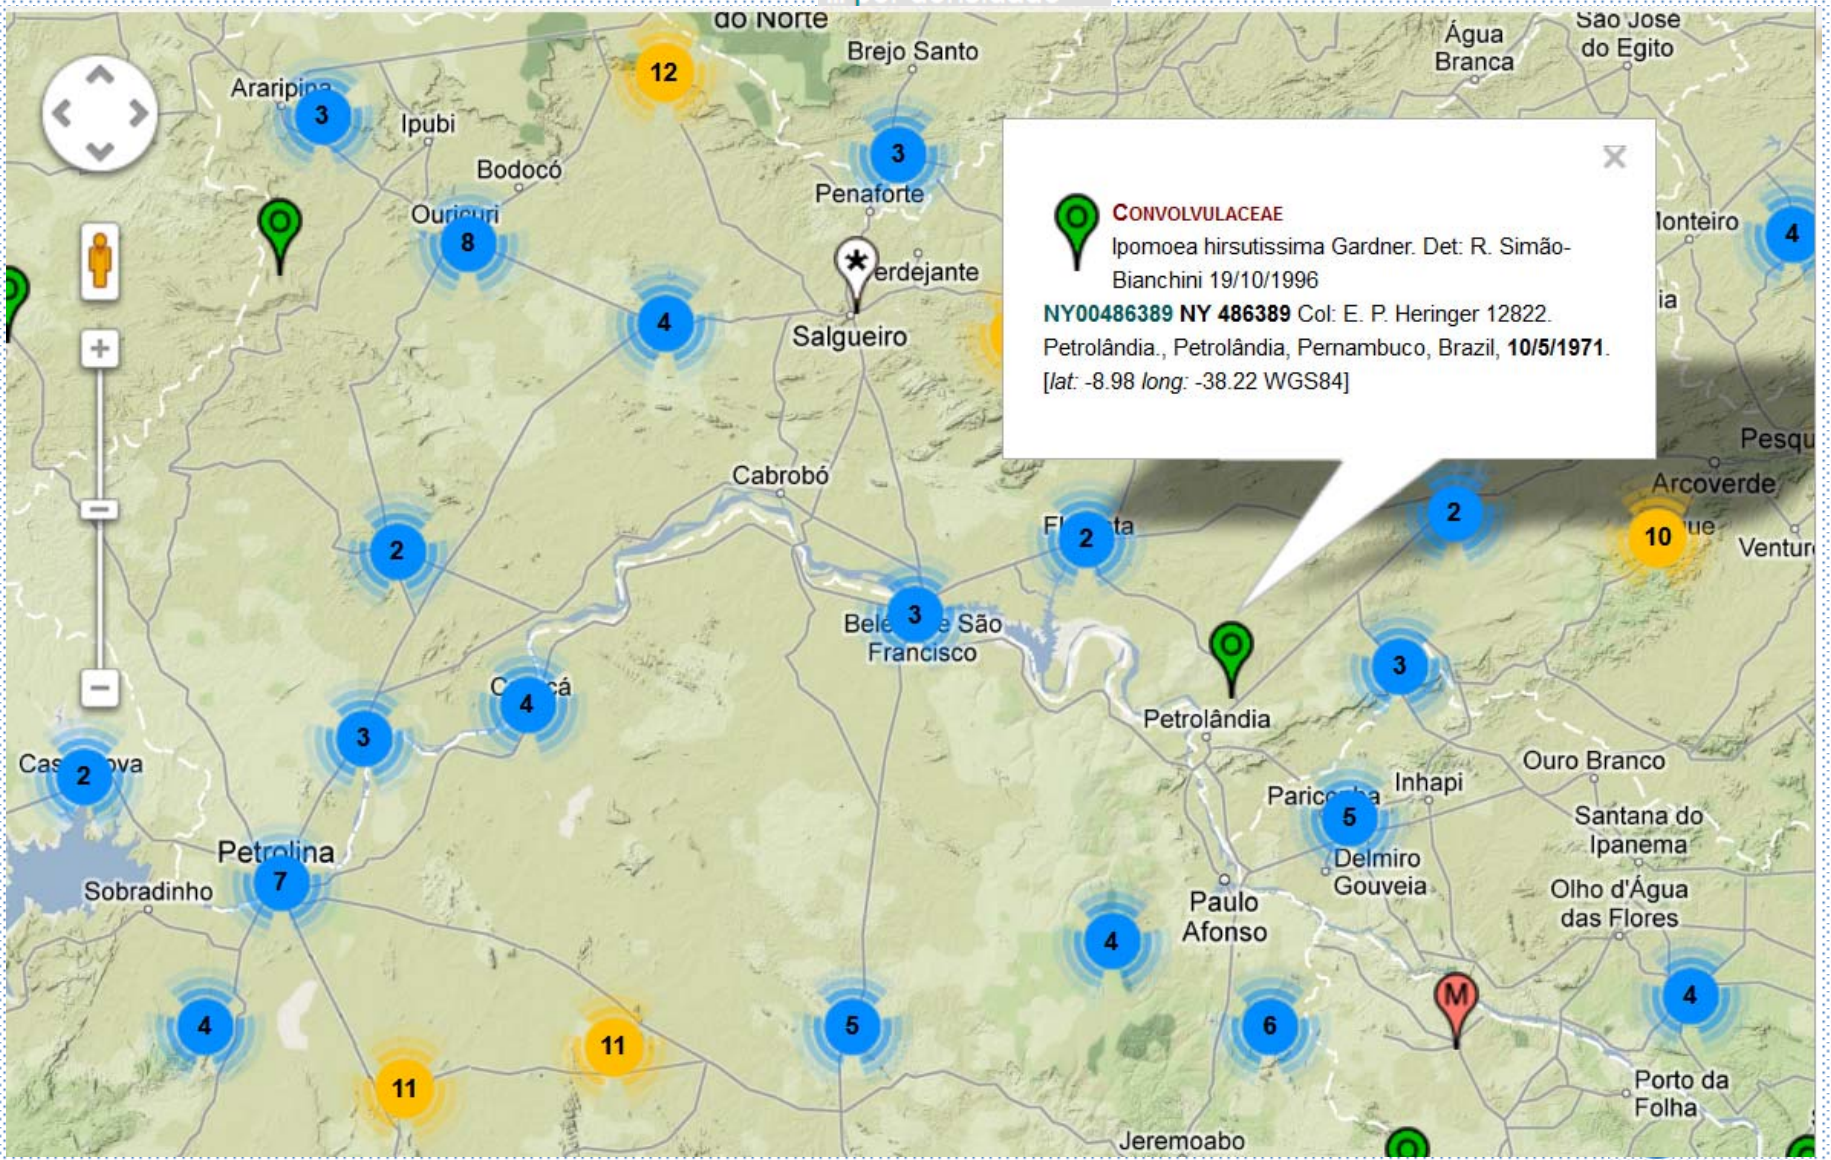 do Norte
Brejo Santo
Água
Branca
São José
do Egito
12
Araripina
3
Ipubi
3
Bodocó
Penaforte
Ouricuri
8
erdejante
Salgueiro
4
O
*
×
O
CONVOLVULACEAE
Ipomoea hirsutissima Gardner. Det: R. Simão-
Bianchini 19/10/1996
NY00486389 NY 486389 Col: E. P. Heringer 12822.
Petrolândia., Petrolândia, Pernambuco, Brazil, 10/5/1971.
[lat: -8.98 long: -38.22 WGS84]
Monteiro
4
ia
+
−
Cabrobó
Pesqu
Arcoverde
2
2
2
10
ue
Ventur
3
Belé e São
Francisco
O
Petrolândia
3
4
3
2
Petrolina
7
Sobradinho
Ouro Branco
Inhapi
5
Santana do
Ipanema
Delmiro
Gouveia
Olho d'Água
das Flores
Paulo
Afonso
4
4
M
4
5
6
11
11
Porto da
Folha
Jeremoabo
O